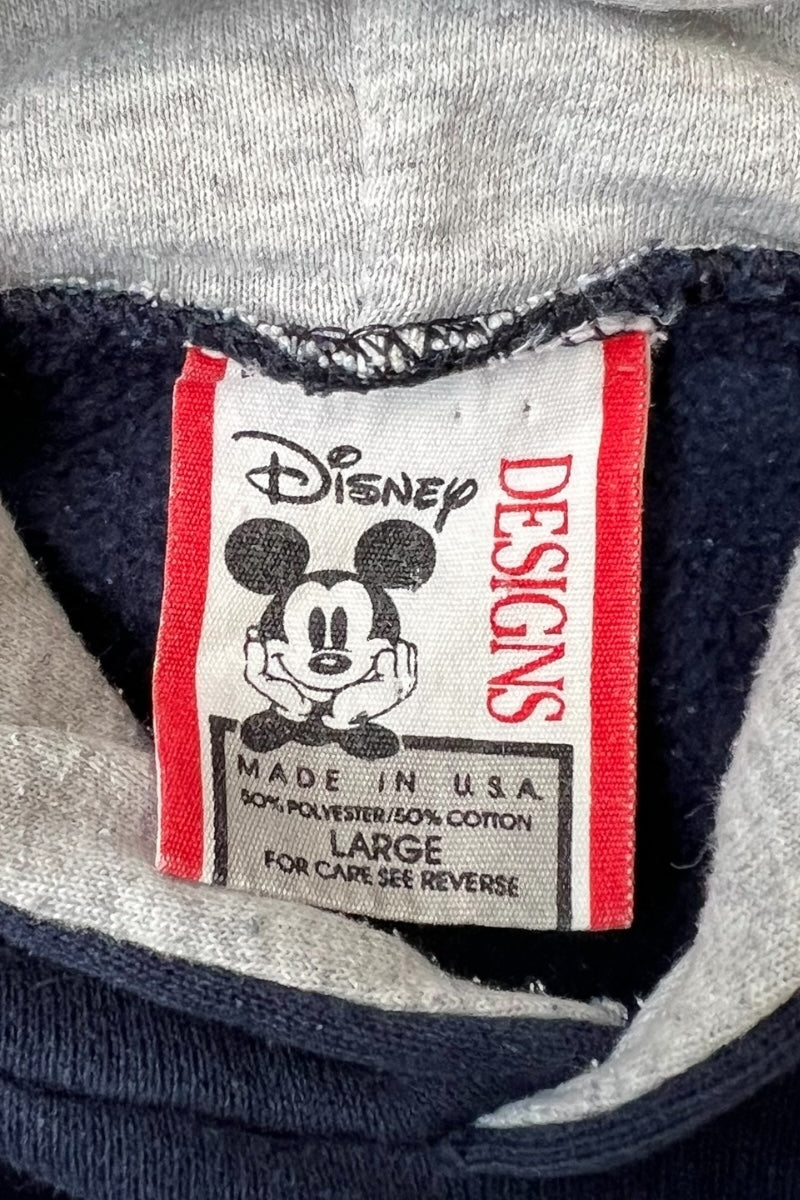 Disney
DESIGNS
MADE IN U.S.A.
50% POLYESTER/50% COTTON
LARGE
FOR CARE SEE REVERSE